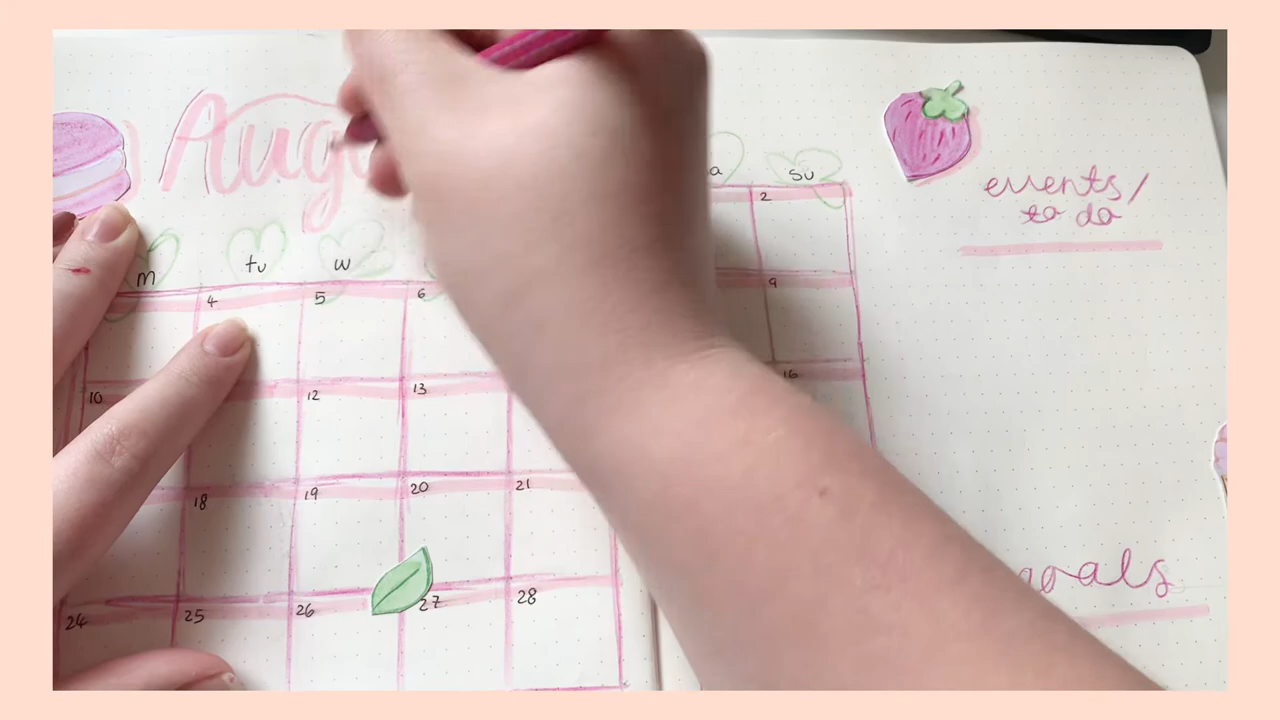 Aug
m tu w su
2
4 5 6 9
10 12 13 16
18 19 20 21
24 25 26 27 28
events/
to do
goals